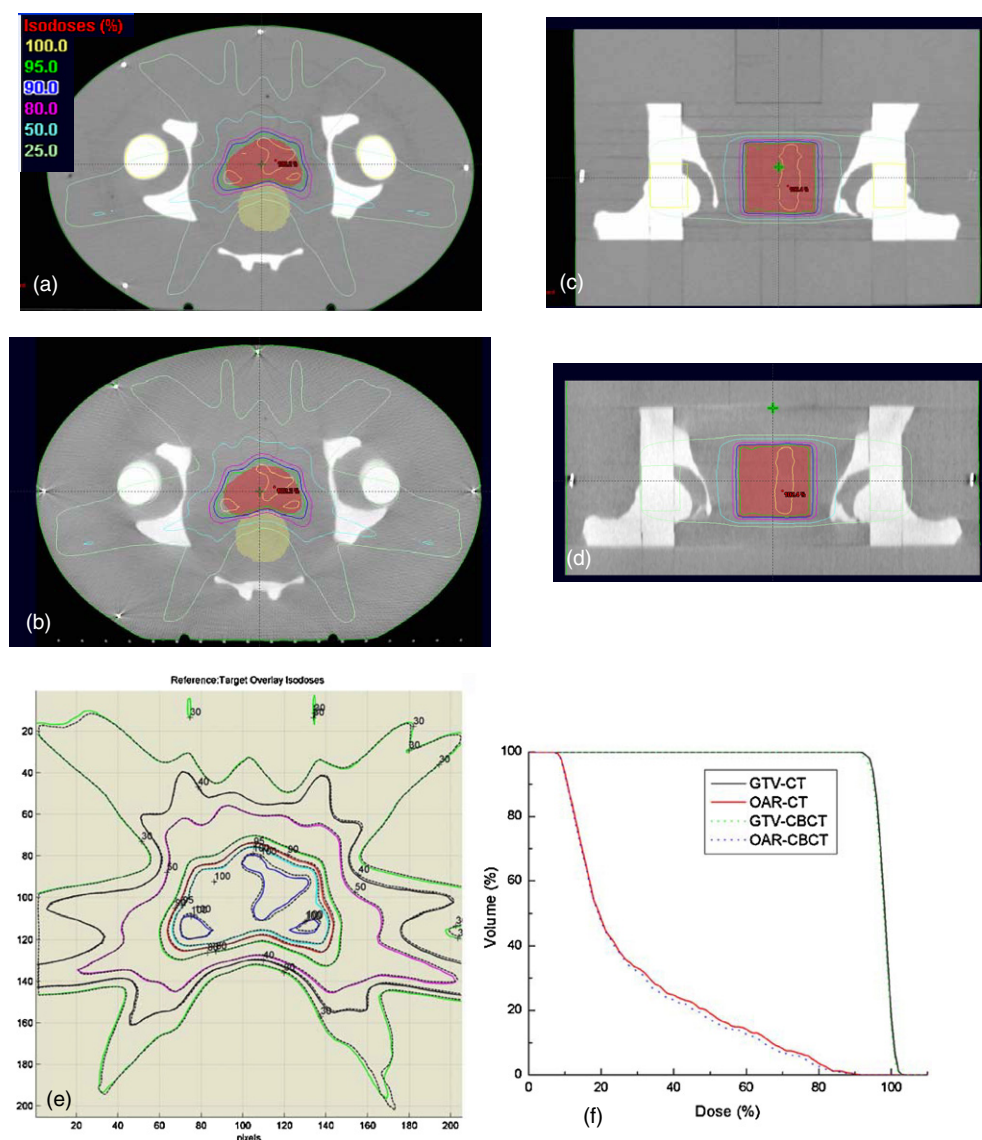 Isodoses (%)
100.0
95.0
90.0
80.0
50.0
25.0
(a)
(c)
(b)
(d)
Reference:Target Overlay Isodoses
20
40
60
80
100
120
140
160
180
200
20 40 60 80 100 120 140 160 180 200
pixels
30
30
30
30
40
30
50
95
90
100
40
50
100
95
100
40
30
30
(e)
100
80
60
40
20
0
Volume (%)
GTV-CT
OAR-CT
GTV-CBCT
OAR-CBCT
0 20 40 60 80 100
Dose (%)
(f)